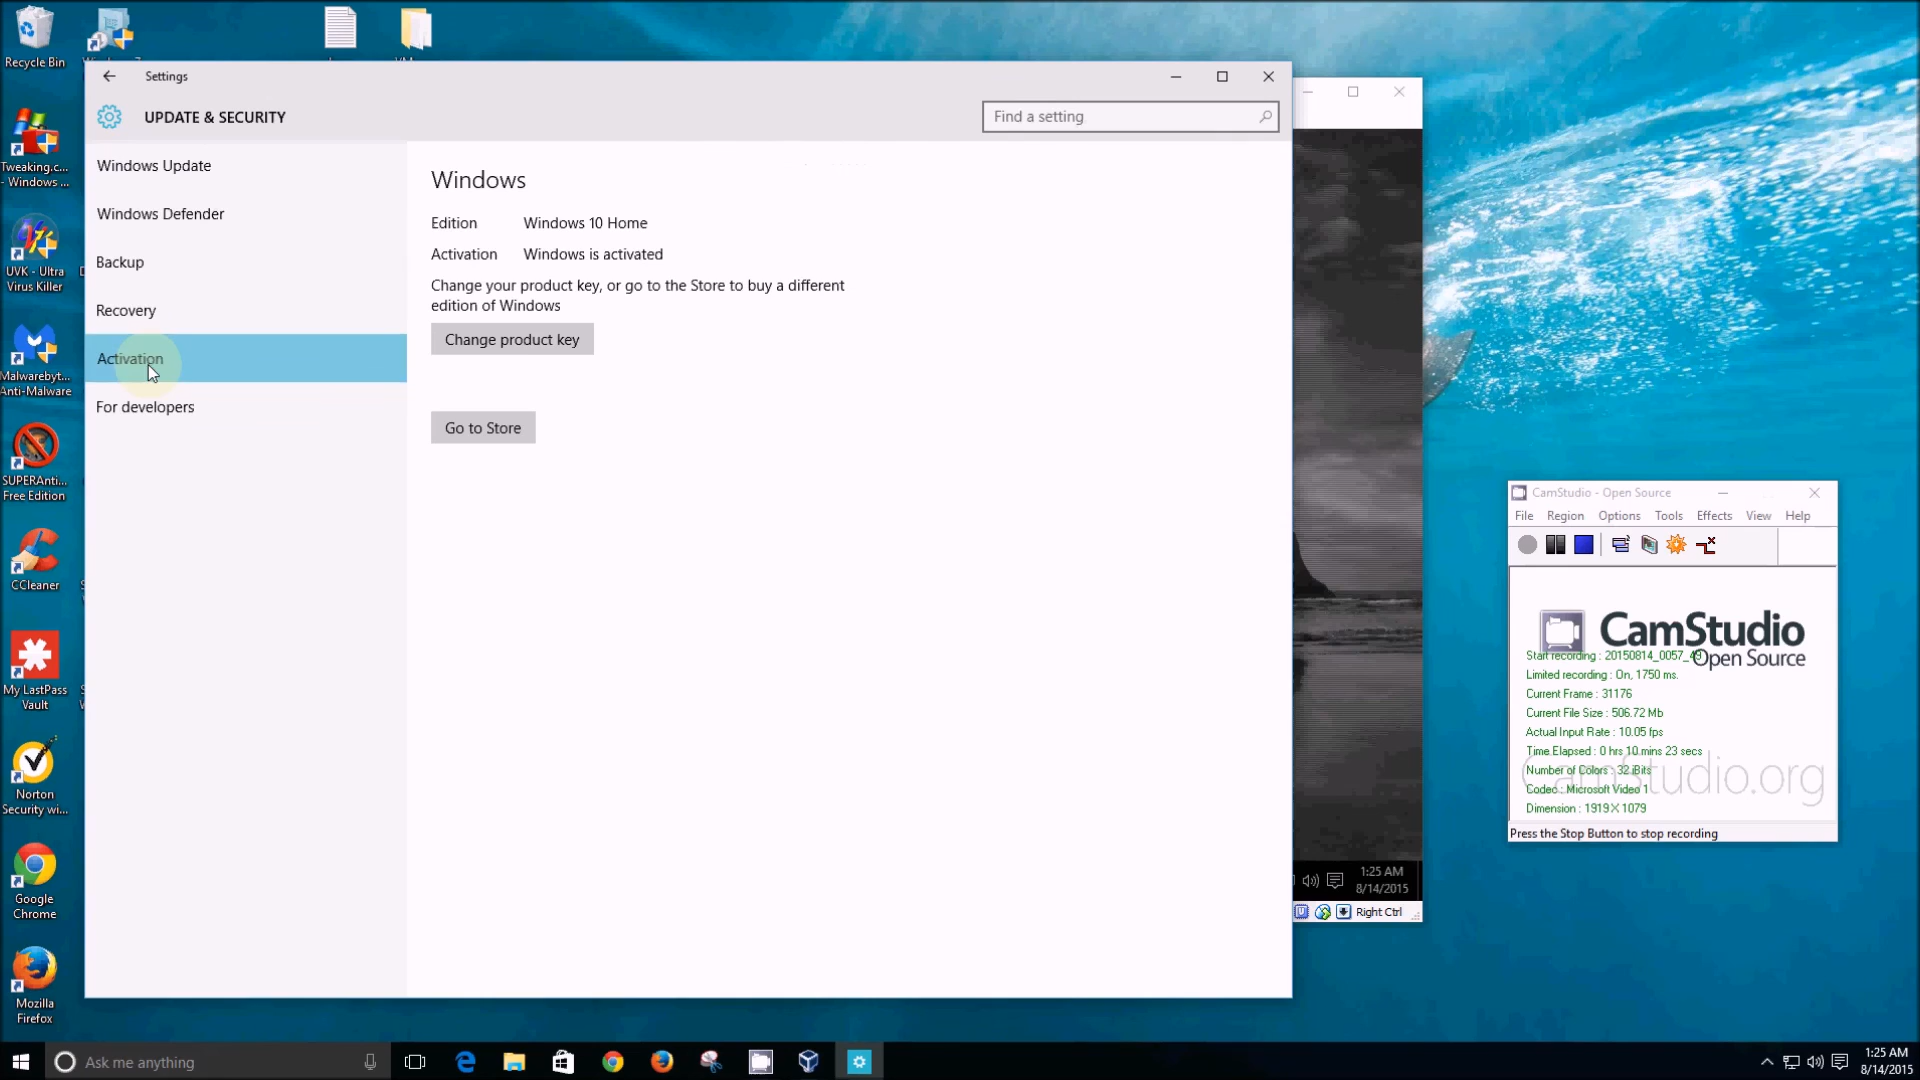 Recycle Bin
Settings
UPDATE & SECURITY
Find a setting
Windows Update
Windows Defender
Backup
Recovery
Activation
For developers
Windows
Edition Windows 10 Home
Activation Windows is activated
Change your product key, or go to the Store to buy a different
edition of Windows
Change product key
Go to Store
Tweaking.c...
- Windows ...
UVK - Ultra
Virus Killer
Malwarebyt...
Anti-Malware
SUPERAnti...
Free Edition
CCleaner
My LastPass
Vault
Norton
Security wi...
Google
Chrome
Mozilla
Firefox
CamStudio - Open Source
File Region Options Tools Effects View Help
CamStudio
Open Source
Start recording : 20150814_0057_49
Limited recording : On, 1750 ms.
Current Frame : 31176
Current File Size : 506.72 Mb
Actual Input Rate : 10.05 fps
Time Elapsed : 0 hrs 10 mins 23 secs
Number of Colors : 32 Bits
Codec : Microsoft Video 1
Dimension : 1919 X 1079
CamStudio.org
Press the Stop Button to stop recording
1:25 AM
8/14/2015
Right Ctrl
Ask me anything
1:25 AM
8/14/2015